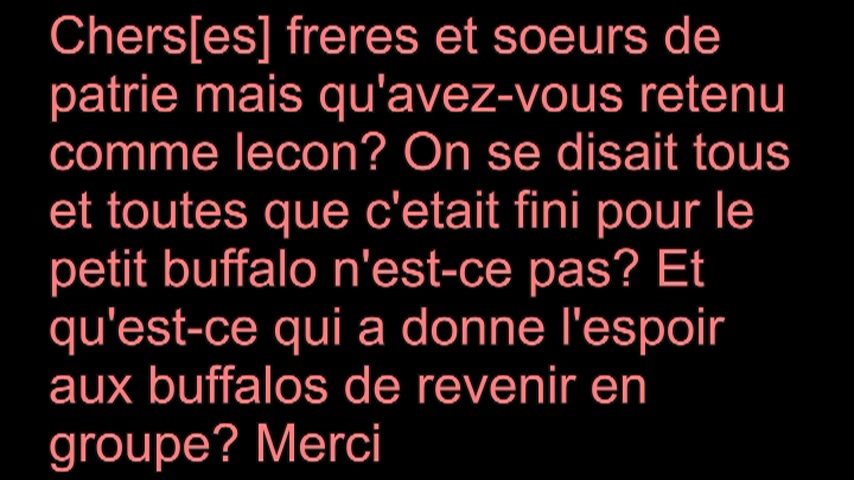 Chers[es] freres et soeurs de
patrie mais qu'avez-vous retenu
comme lecon? On se disait tous
et toutes que c'etait fini pour le
petit buffalo n'est-ce pas? Et
qu'est-ce qui a donne l'espoir
aux buffalos de revenir en
groupe? Merci